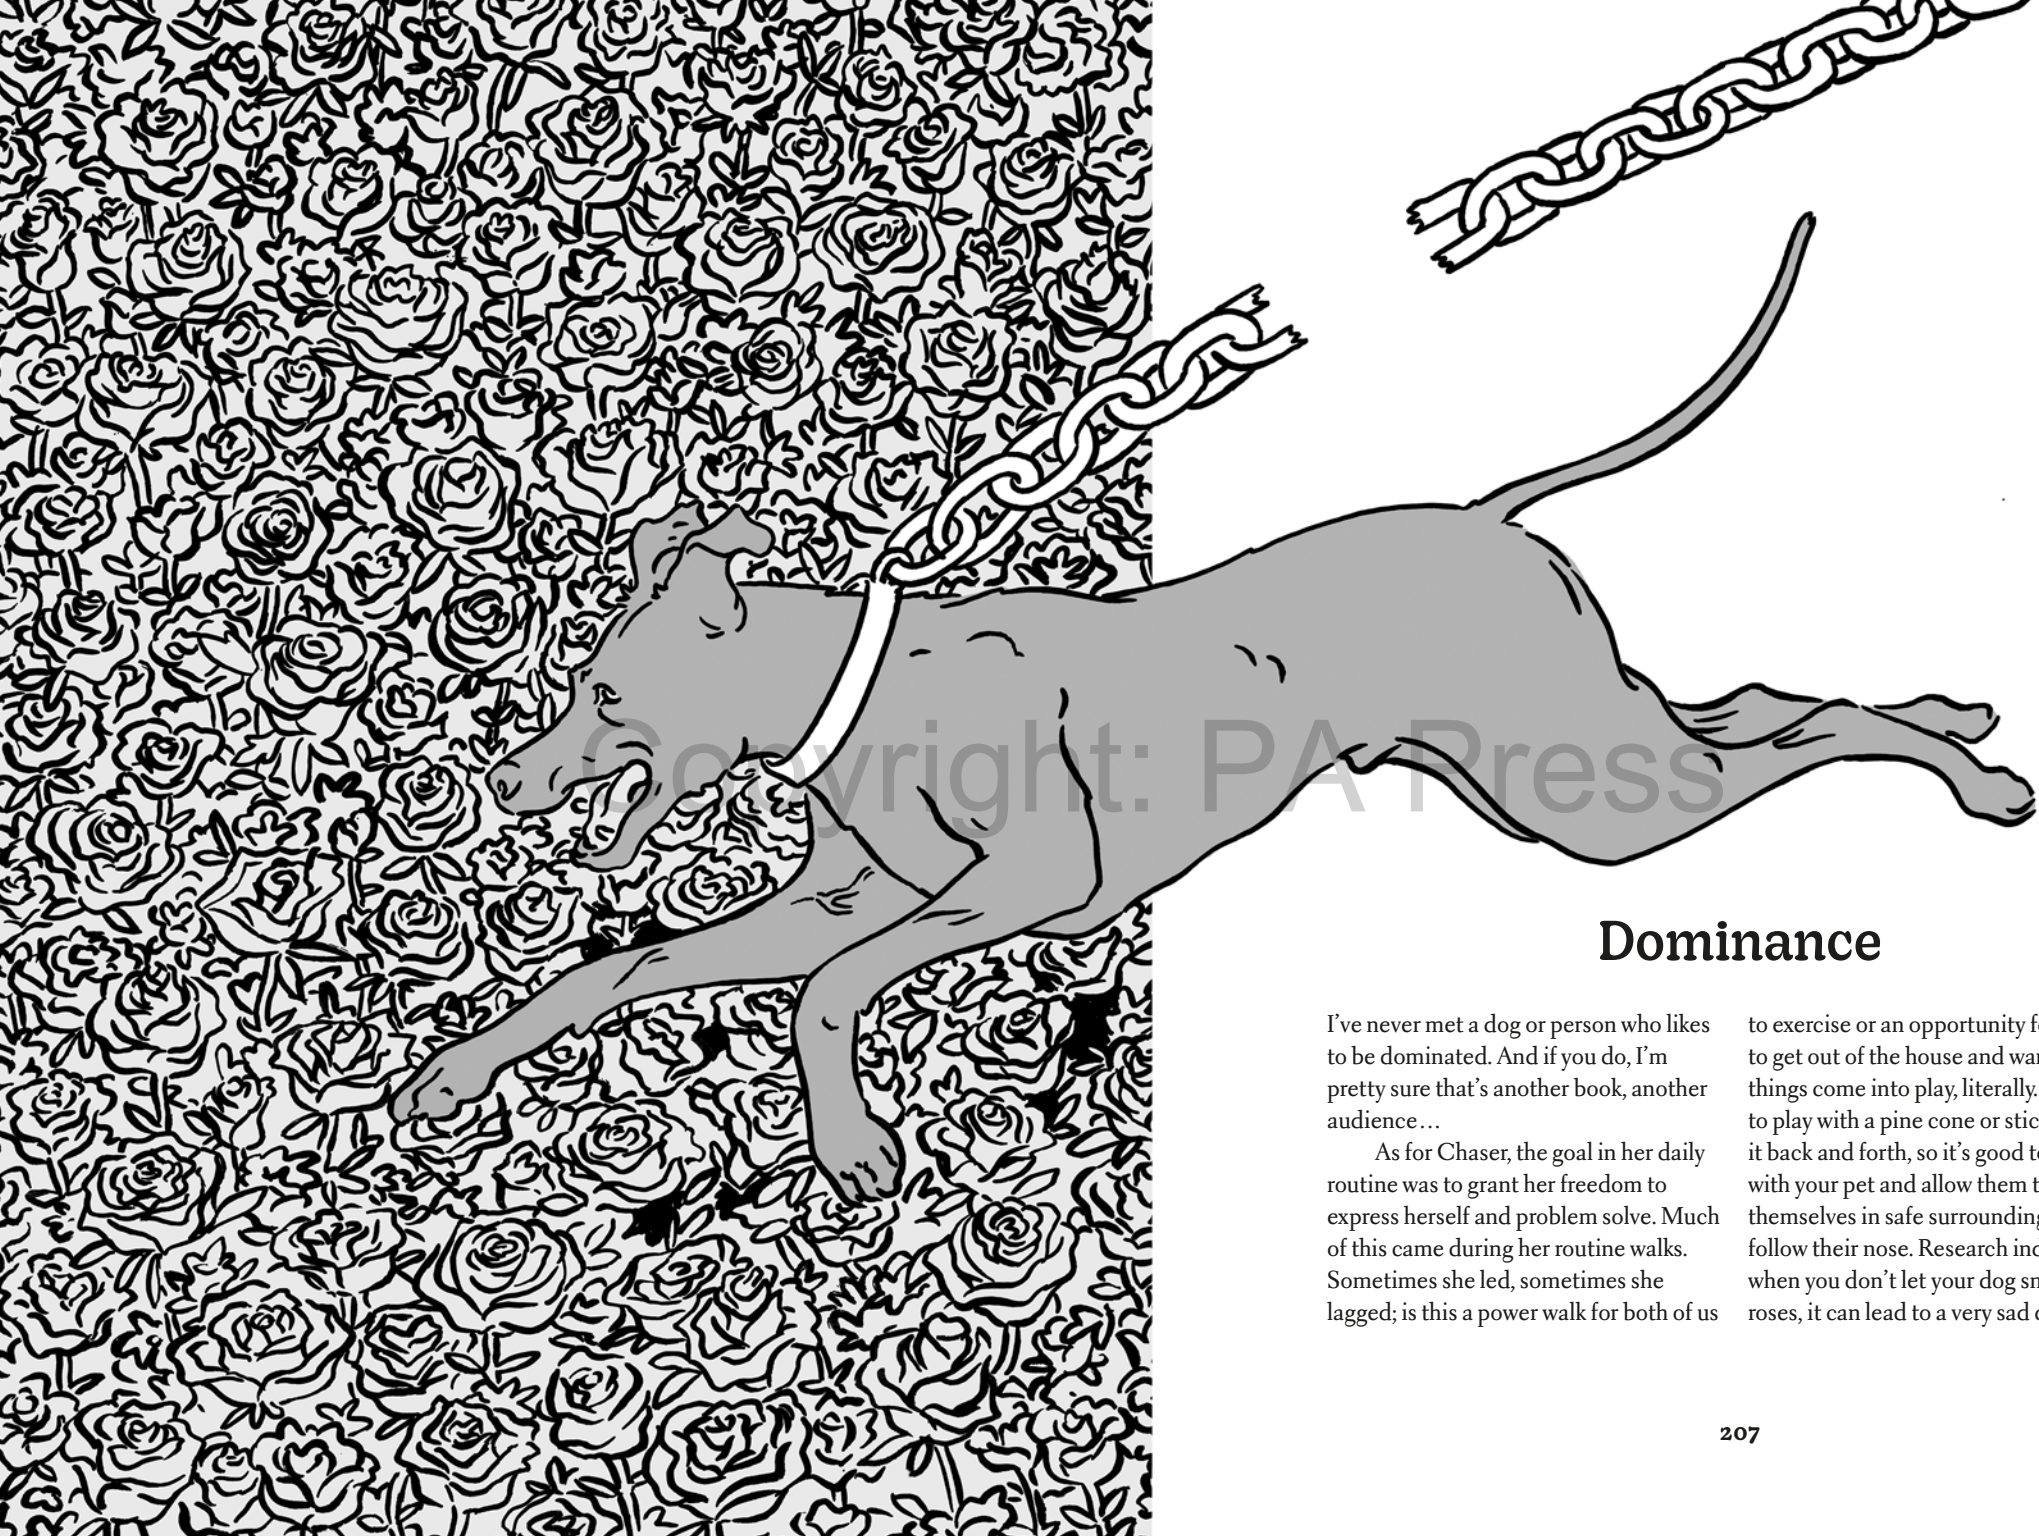 Copyright: PA Press
Dominance
I’ve never met a dog or person who likes
to be dominated. And if you do, I’m
pretty sure that’s another book, another
audience…
As for Chaser, the goal in her daily
routine was to grant her freedom to
express herself and problem solve. Much
of this came during her routine walks.
Sometimes she led, sometimes she
lagged; is this a power walk for both of us
to exercise or an opportunity
to get out of the house and
things come into play, literally.
to play with a pine cone or
it back and forth, so it’s good
with your pet and allow them
themselves in safe
follow their nose. Research
when you don’t let your dog
roses, it can lead to a very sad
207